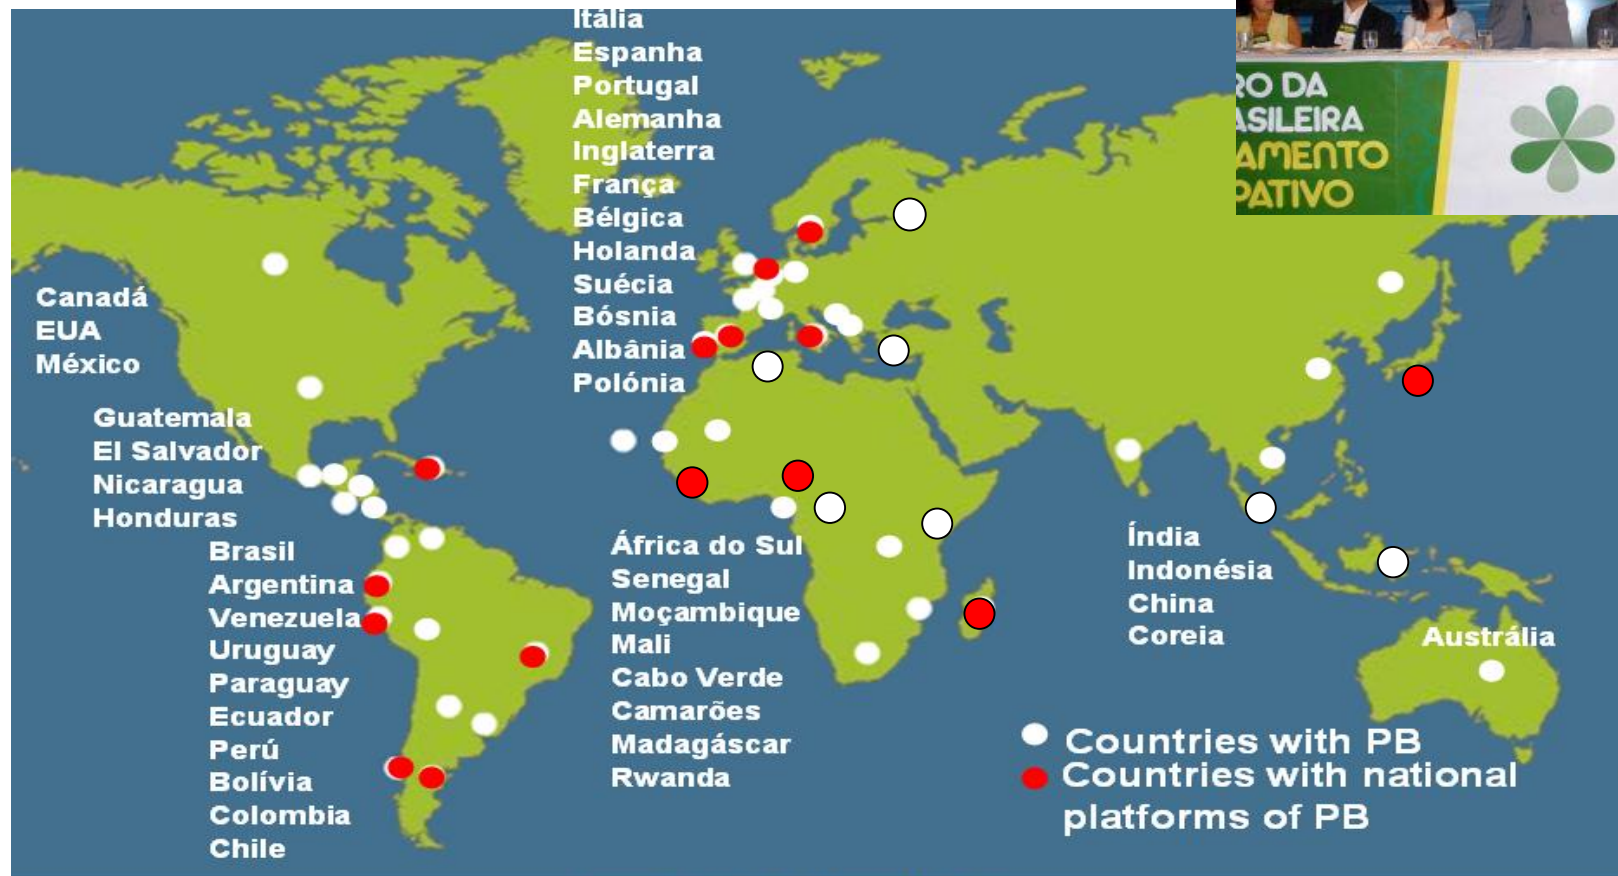 Itália
Espanha
Portugal
Alemanha
Inglaterra
França
Bélgica
Holanda
Suécia
Bósnia
Albânia
Polónia
RO DA
ASILEIRA
AMENTO
PATIVO
Canadá
EUA
México
Guatemala
El Salvador
Nicaragua
Honduras
Brasil
Argentina
Venezuela
Uruguay
Paraguay
Ecuador
Perú
Bolívia
Colombia
Chile
África do Sul
Senegal
Moçambique
Mali
Cabo Verde
Camarões
Madagáscar
Rwanda
Índia
Indonésia
China
Coreia
Austrália
Countries with PB
Countries with national
platforms of PB